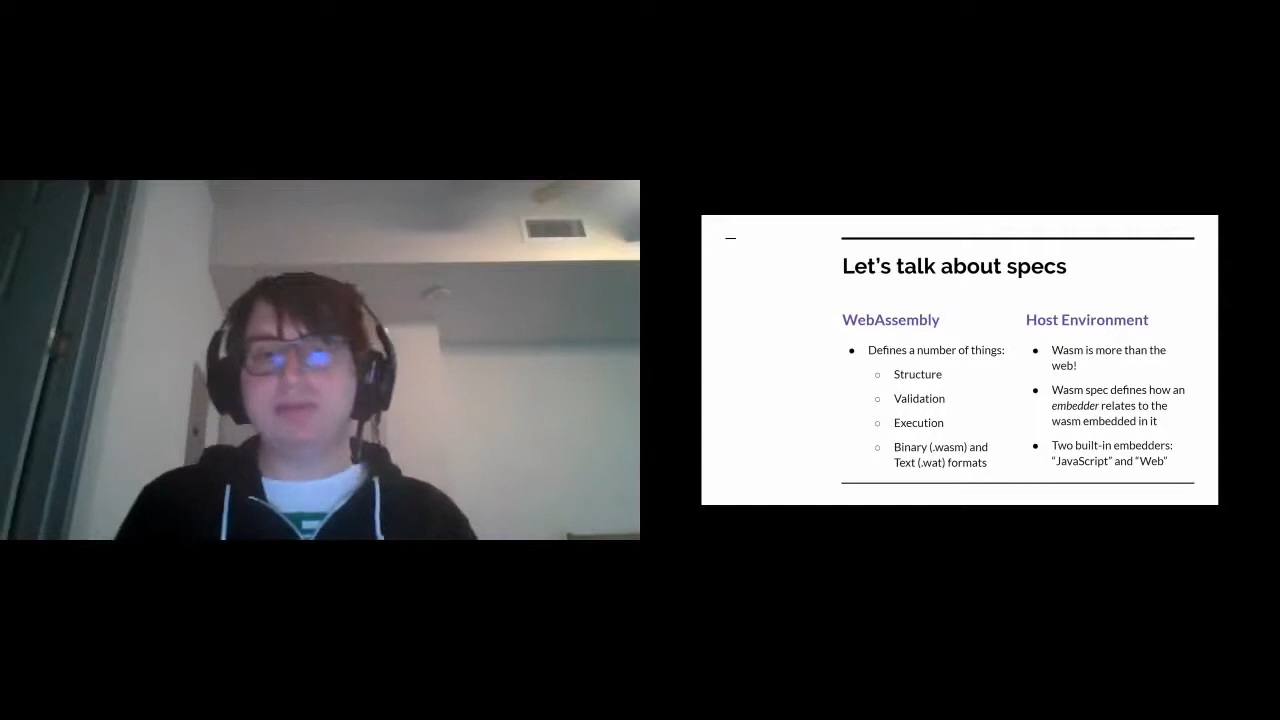 Let's talk about specs
WebAssembly
● Defines a number of things:
○ Structure
○ Validation
○ Execution
○ Binary (.wasm) and
Text (.wat) formats
Host Environment
● Wasm is more than the
web!
● Wasm spec defines how an
embedder relates to the
wasm embedded in it
● Two built-in embedders:
“JavaScript” and “Web”